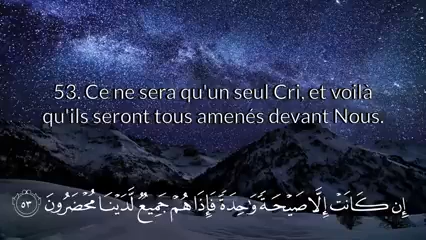 53. Ce ne sera qu'un seul Cri, et voilà
qu'ils seront tous amenés devant Nous.
إِن كَانَتْ إِلَّا صَيْحَةً وَٰحِدَةً فَإِذَا هُمْ جَمِيعٌ لَّدَيْنَا مُحْضَرُونَ ٥٣